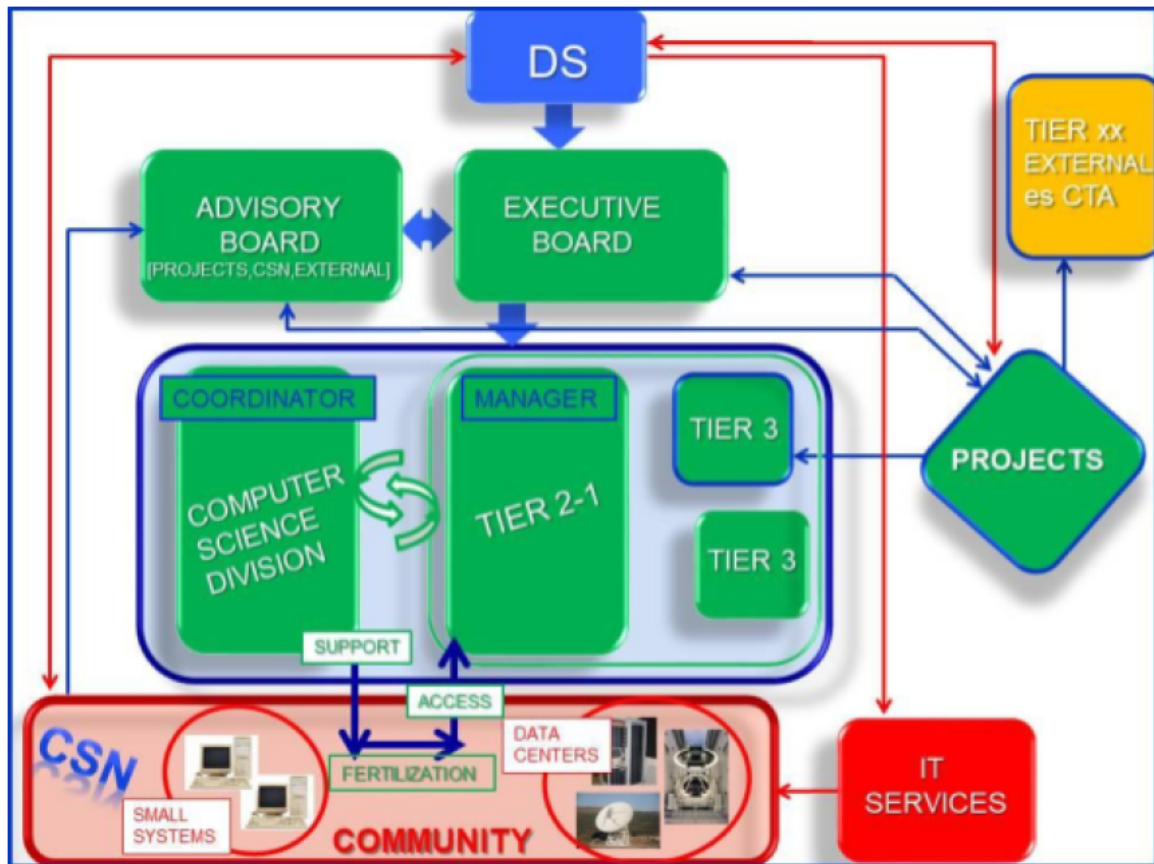 DS
TIER xx
EXTERNAL
es CTA
ADVISORY
BOARD
[PROJECTS,CSN,EXTERNAL]
EXECUTIVE
BOARD
COORDINATOR
MANAGER
TIER 3
PROJECTS
COMPUTER
SCIENCE
DIVISION
TIER 2-1
TIER 3
SUPPORT
ACCESS
CSN
DATA
CENTERS
FERTILIZATION
IT
SERVICES
SMALL
SYSTEMS
COMMUNITY